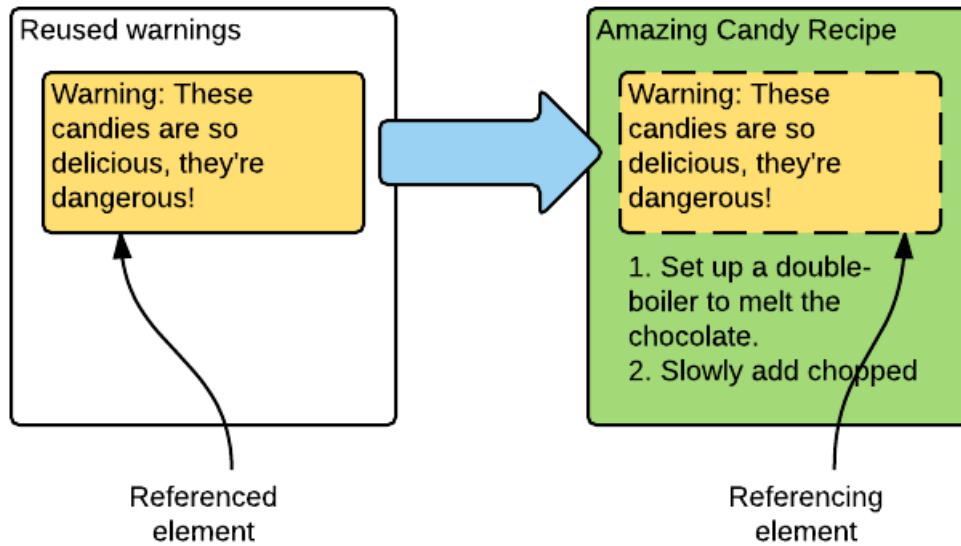 Reused warnings
Warning: These
candies are so
delicious, they're
dangerous!
Referenced
element
Amazing Candy Recipe
Warning: These
candies are so
delicious, they're
dangerous!
1. Set up a double-
boiler to melt the
chocolate.
2. Slowly add chopped
Referencing
element